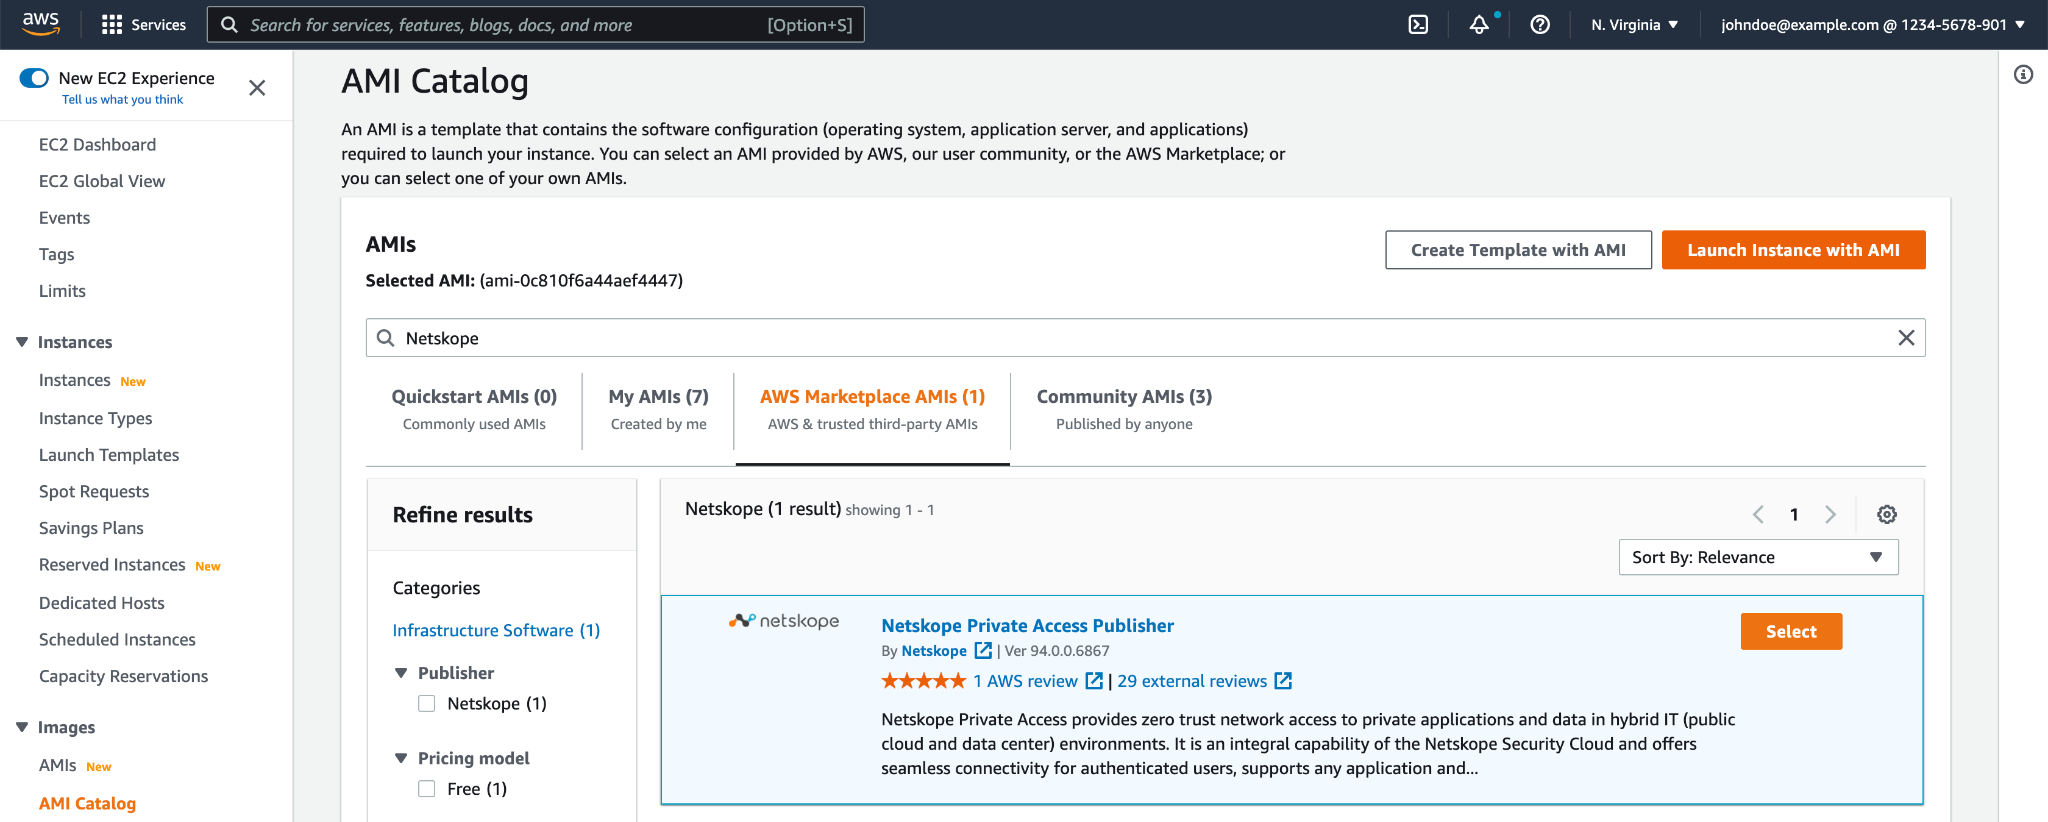 aws
Services
Search for services, features, blogs, docs, and more
[Option+S]
N. Virginia
johndoe@example.com @ 1234-5678-901
New EC2 Experience
Tell us what you think
EC2 Dashboard
EC2 Global View
Events
Tags
Limits
Instances
Instances New
Instance Types
Launch Templates
Spot Requests
Savings Plans
Reserved Instances New
Dedicated Hosts
Scheduled Instances
Capacity Reservations
Images
AMIs New
AMI Catalog
AMI Catalog
An AMI is a template that contains the software configuration (operating system, application server, and applications)
required to launch your instance. You can select an AMI provided by AWS, our user community, or the AWS Marketplace; or
you can select one of your own AMIs.
AMIs
Selected AMI: (ami-0c810f6a44aef4447)
Create Template with AMI
Launch Instance with AMI
Netskope
Quickstart AMIs (0)
Commonly used AMIs
My AMIs (7)
Created by me
AWS Marketplace AMIs (1)
AWS & trusted third-party AMIs
Community AMIs (3)
Published by anyone
Refine results
Categories
Infrastructure Software (1)
Publisher
Netskope (1)
Pricing model
Free (1)
Netskope (1 result) showing 1 - 1
1
Sort By: Relevance
netskope
Netskope Private Access Publisher
By Netskope | Ver 94.0.0.6867
1 AWS review | 29 external reviews
Netskope Private Access provides zero trust network access to private applications and data in hybrid IT (public
cloud and data center) environments. It is an integral capability of the Netskope Security Cloud and offers
seamless connectivity for authenticated users, supports any application and...
Select